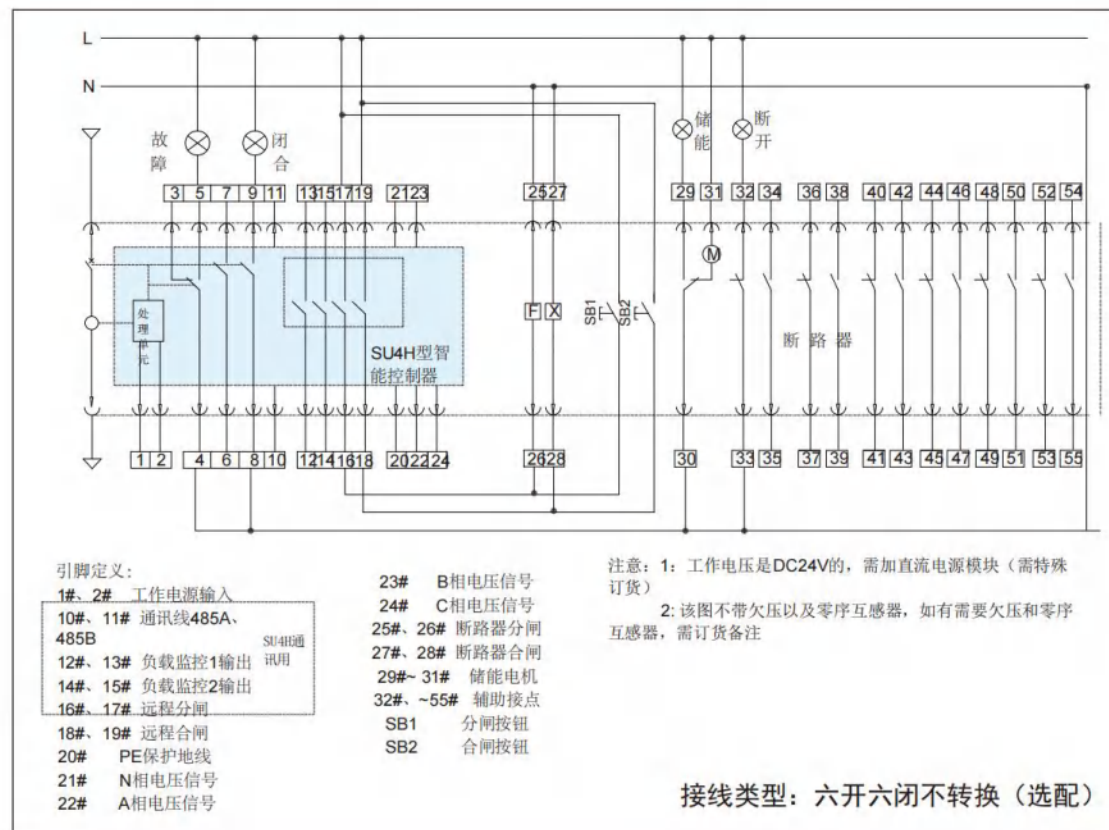 L
N
故障
闭合
储能
断开
3 5 7 9 11 13 15 17 19 21 23 25 27 29 31 32 34 36 38 40 42 44 46 48 50 52 54
M
处理单元
F X
SB1
SB2
断路器
SU4H型智
能控制器
1 2 4 6 8 10 12 14 16 18 20 22 24 26 28 30 33 35 37 39 41 43 45 47 49 51 53 55
引脚定义:
1#、2# 工作电源输入
10#、11# 通讯线485A、
485B
SU4H通
讯用
12#、13# 负载监控1输出
14#、15# 负载监控2输出
16#、17# 远程分闸
18#、19# 远程合闸
20# PE保护地线
21# N相电压信号
22# A相电压信号
23# B相电压信号
24# C相电压信号
25#、26# 断路器分闸
27#、28# 断路器合闸
29#~ 31# 储能电机
32#、~55# 辅助接点
SB1 分闸按钮
SB2 合闸按钮
注意：1：工作电压是DC24V的，需加直流电源模块（需特殊
订货）
2: 该图不带欠压以及零序互感器，如有需要欠压和零序
互感器，需订货备注
接线类型：六开六闭不转换（选配）